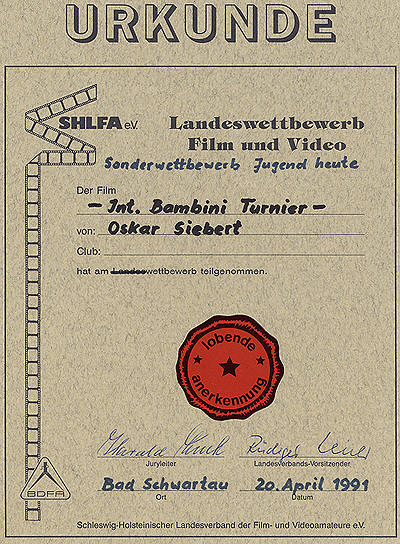 URKUNDE
SHLFA e.V.
Landeswettbewerb
Film und Video
Sonderwettbewerb Jugend heute
Der Film
- Int. Bambini Turnier -
von: Oskar Siebert
Club:
hat am Landeswettbewerb teilgenommen.
lobende
anerkennung
Harald
Rüdiger
Juryleiter
Landesverbands-Vorsitzender
Bad Schwartau
20. April 1991
Ort
Datum
BDFA
Schleswig-Holsteinischer Landesverband der Film- und Videoamateure e.V.